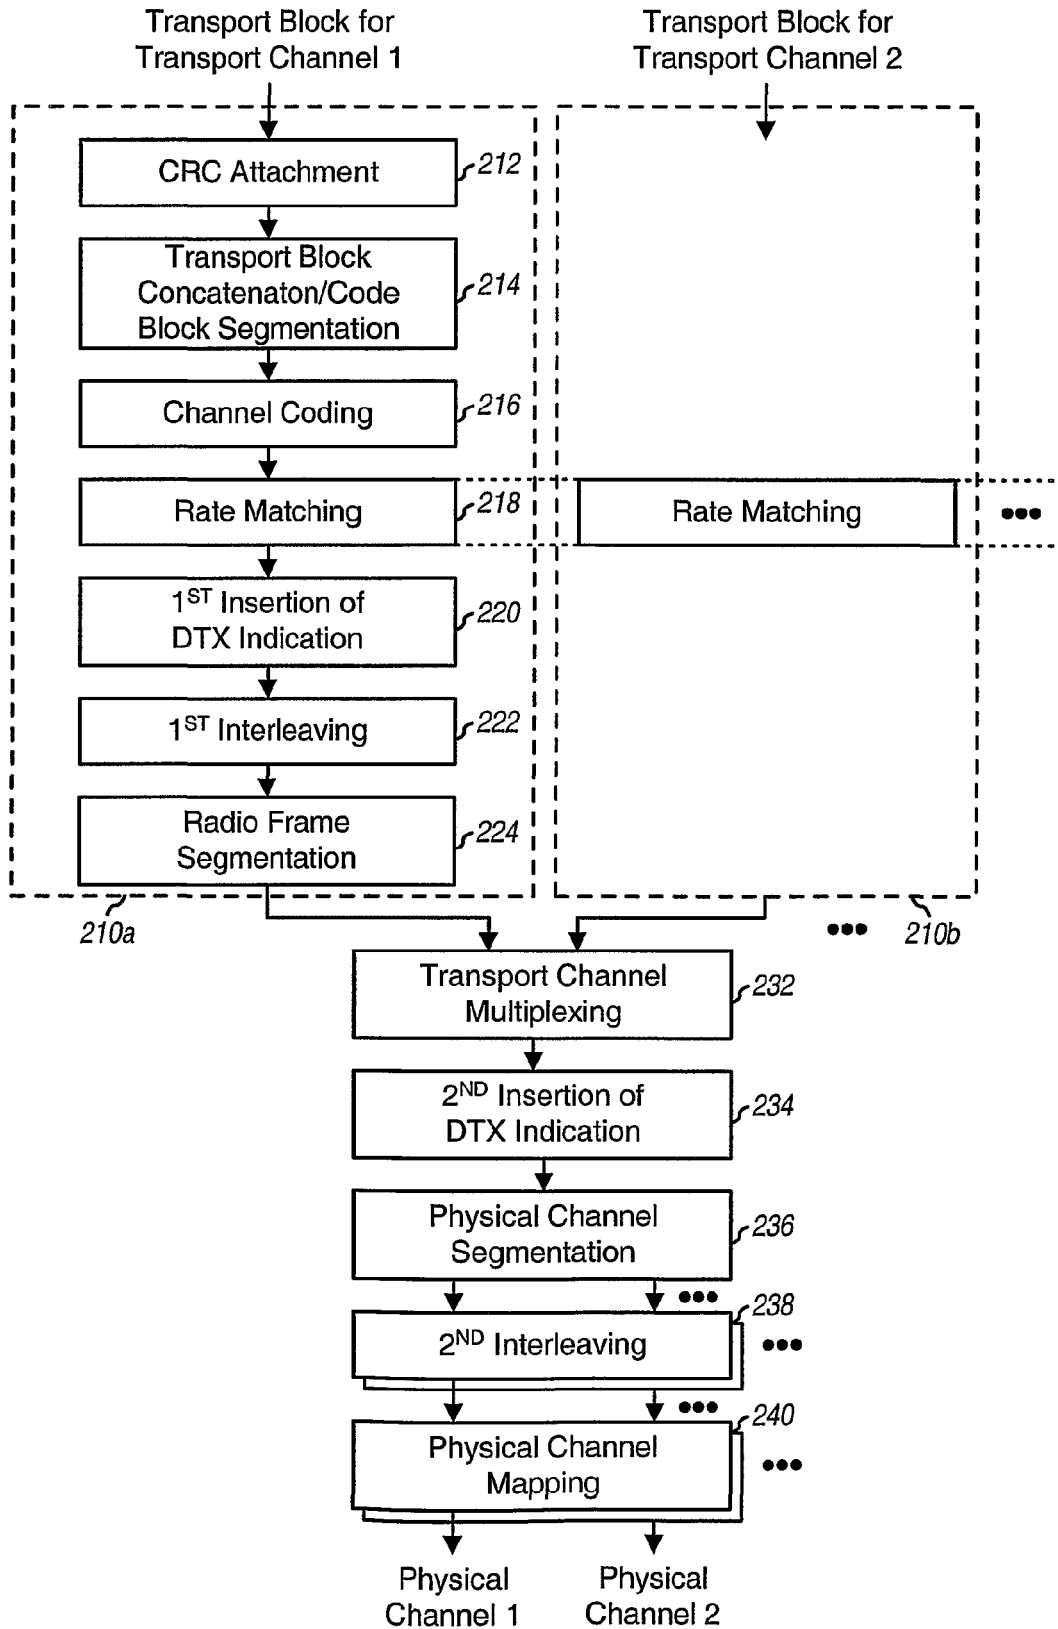 Transport Block for
Transport Channel 1
Transport Block for
Transport Channel 2
CRC Attachment
212
Transport Block
Concatenaton/Code
Block Segmentation
214
Channel Coding
216
Rate Matching
218
Rate Matching
1ST Insertion of
DTX Indication
220
1ST Interleaving
222
Radio Frame
Segmentation
224
210a
210b
Transport Channel
Multiplexing
232
2ND Insertion of
DTX Indication
234
Physical Channel
Segmentation
236
2ND Interleaving
238
Physical Channel
Mapping
240
Physical
Channel 1
Physical
Channel 2